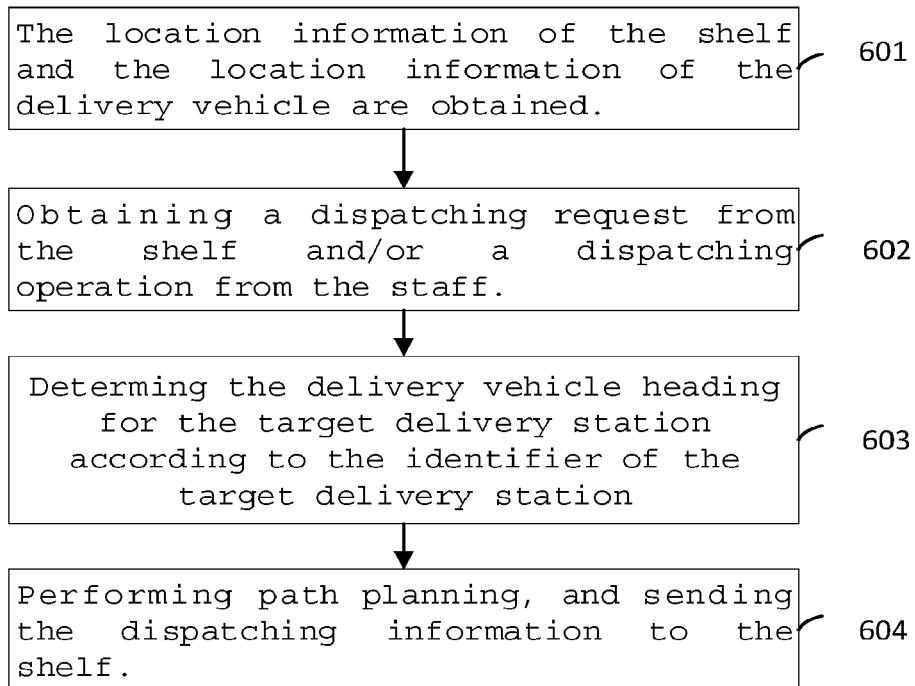 The location information of the shelf
and the location information of the
delivery vehicle are obtained.
601
Obtaining a dispatching request from
the shelf and/or a dispatching
operation from the staff.
602
Determing the delivery vehicle heading
for the target delivery station
according to the identifier of the
target delivery station
603
Performing path planning, and sending
the dispatching information to the
shelf.
604